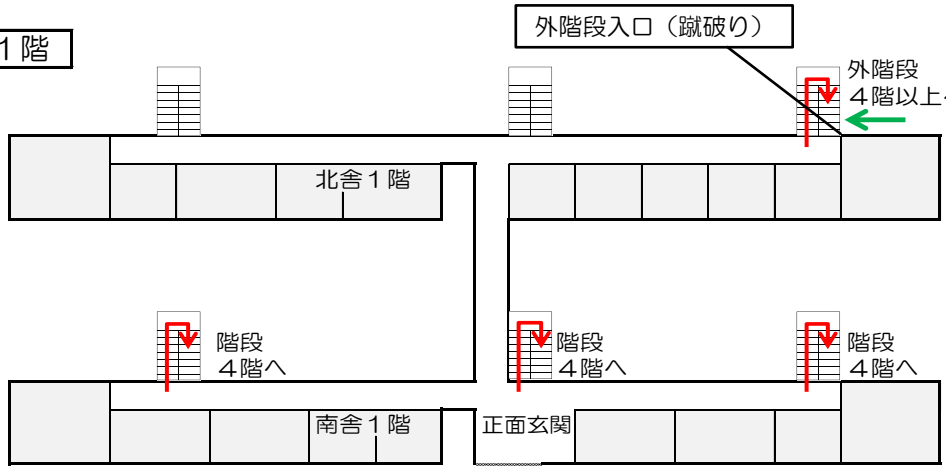 １階
外階段入口（蹴破り）
外階段
４階以上へ
北舎１階
階段
４階へ
階段
４階へ
階段
４階へ
南舎１階
正面玄関